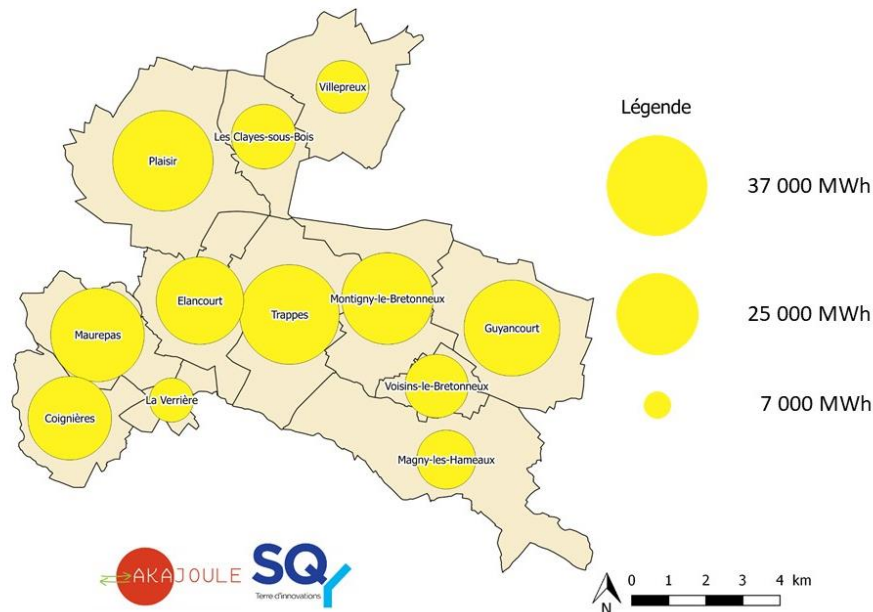 Villepreux
Légende
Les Clayes-sous-Bois
Plaisir
37 000 MWh
Elancourt
Trappes
Montigny-le-Bretonneux
Guyancourt
25 000 MWh
Maurepas
Voisins-le-Bretonneux
La Verrière
Coignières
7 000 MWh
Magny-les-Hameaux
AKAJOULE
SQY
Terre d'innovations
N
0 1 2 3 4 km